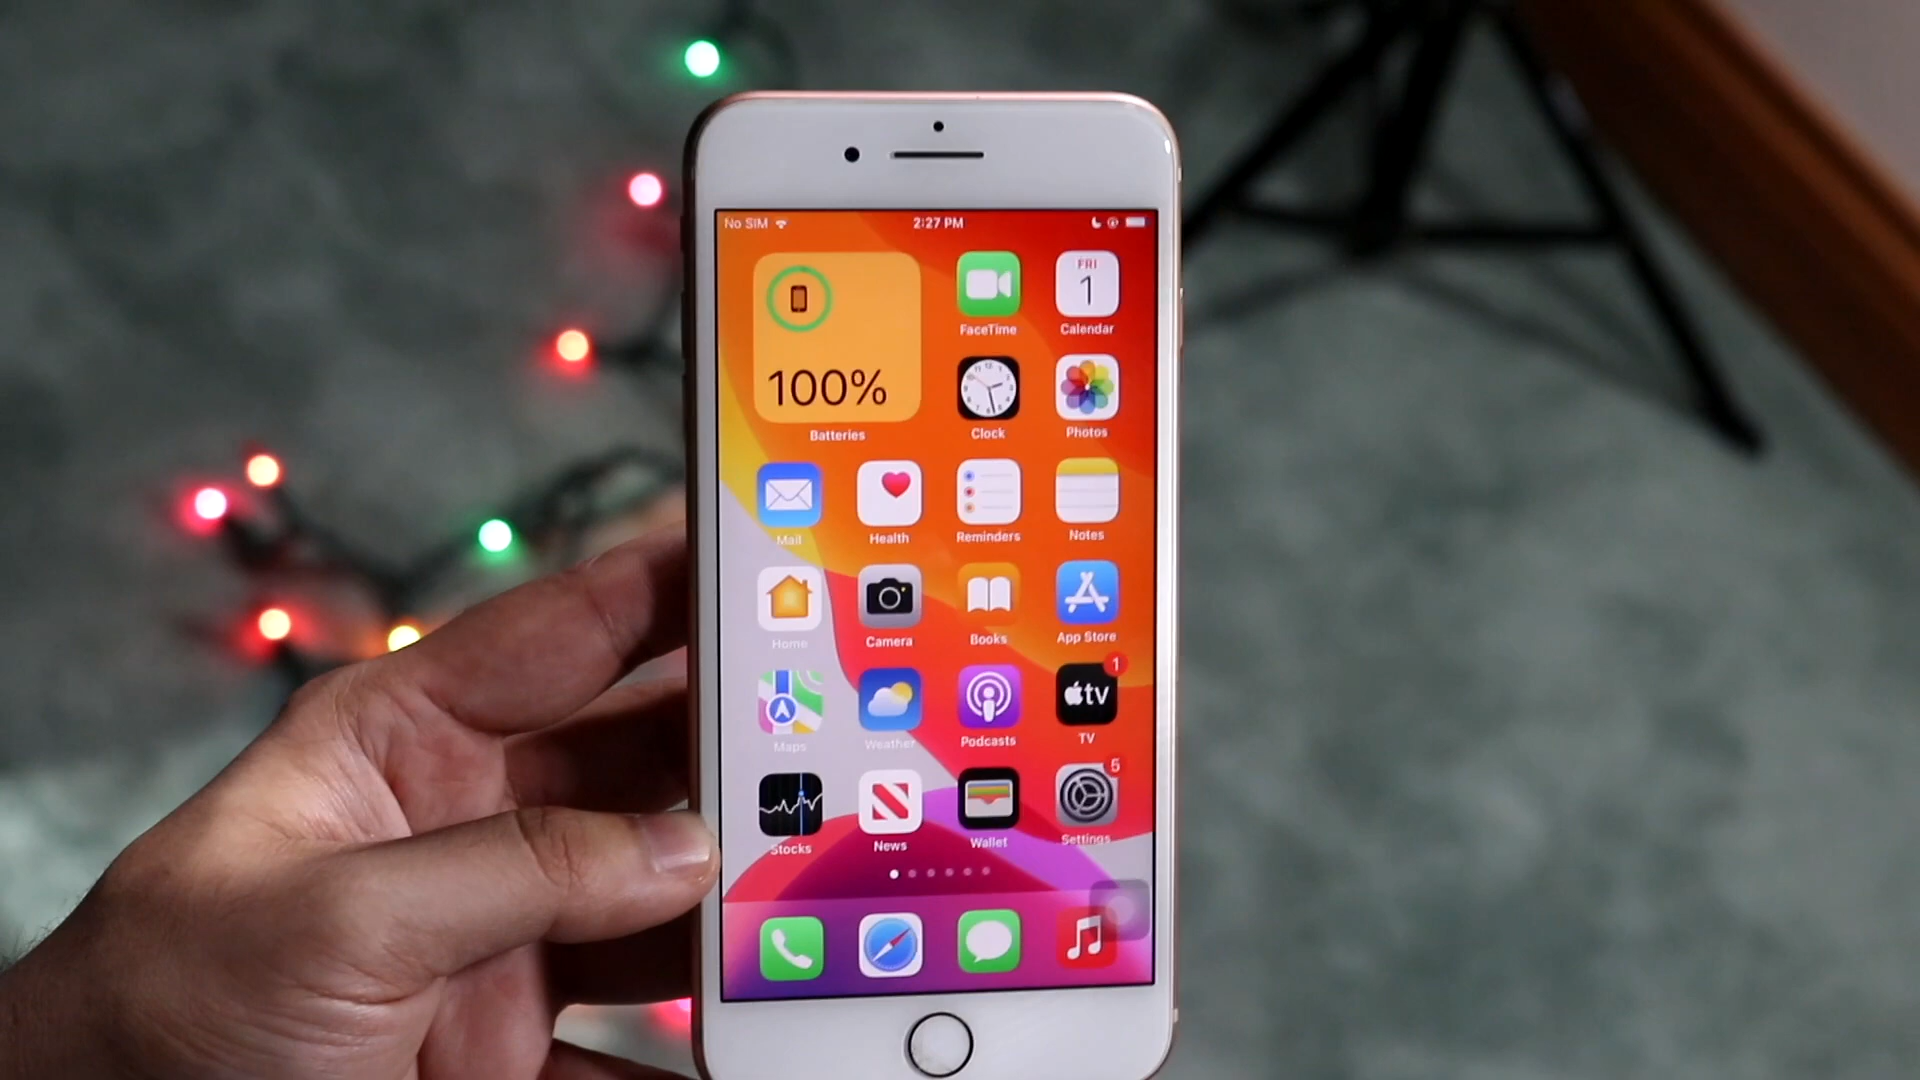 No SIM 2:27 PM
FRI
1
FaceTime Calendar
100%
Batteries Clock Photos
Mail Health Reminders Notes
Home Camera Books App Store
1
tv
Maps Weather Podcasts TV
5
Stocks News Wallet Settings